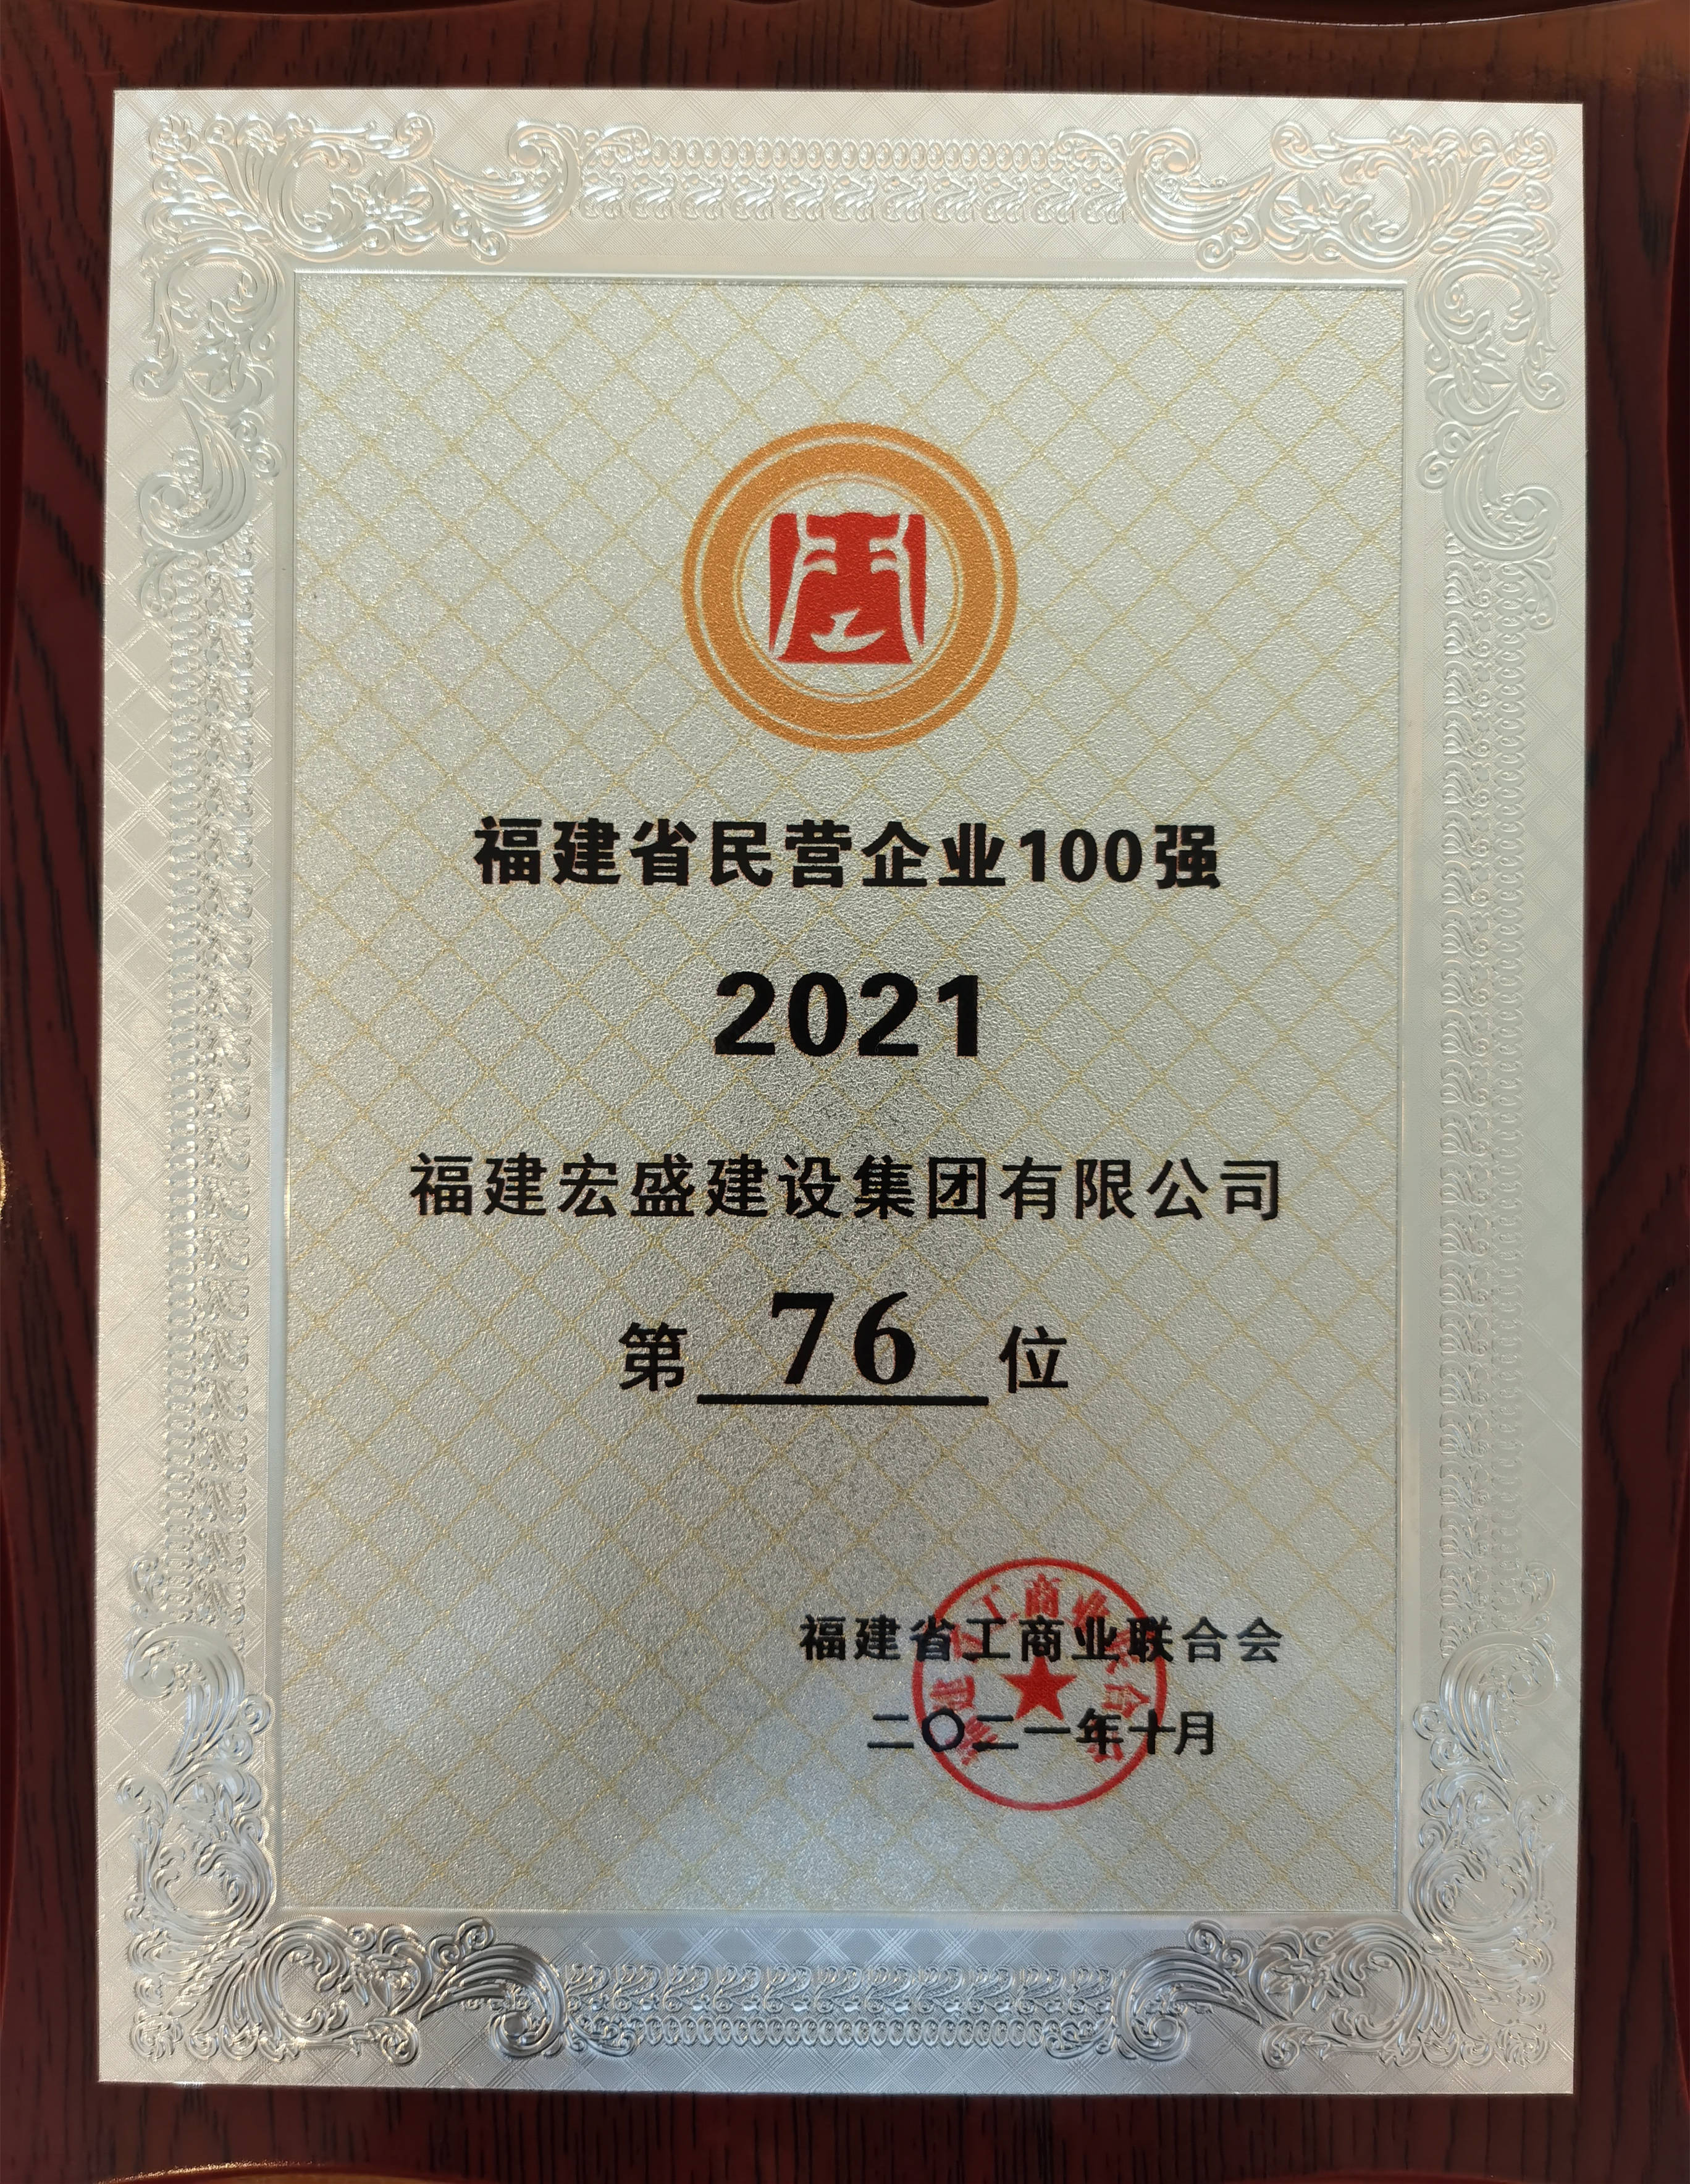 福建省民营企业100强
2021
福建宏盛建设集团有限公司
第 76 位
福建省工商业联合会
二〇二一年十月